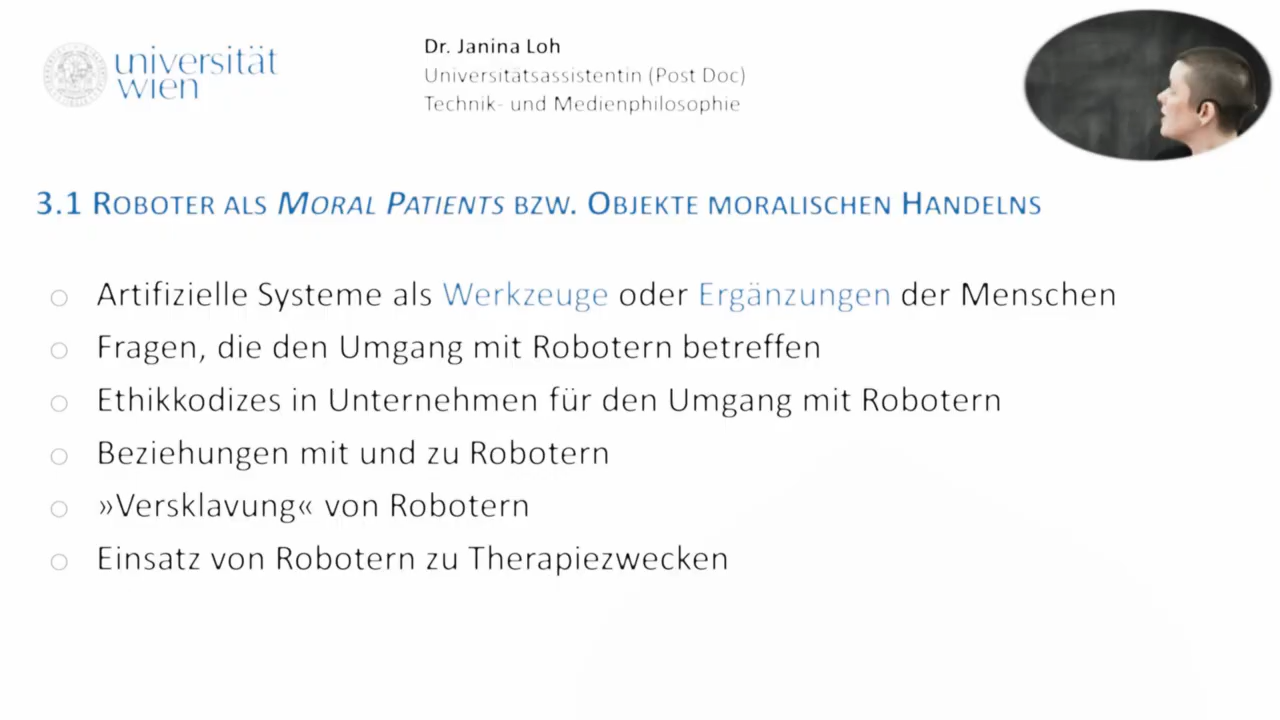 universität
wien
Dr. Janina Loh
Universitätsassistentin (Post Doc)
Technik- und Medienphilosophie
3.1 ROBOTER ALS MORAL PATIENTS BZW. OBJEKTE MORALISCHEN HANDELNS
Artifizielle Systeme als Werkzeuge oder Ergänzungen der Menschen
Fragen, die den Umgang mit Robotern betreffen
Ethikkodizes in Unternehmen für den Umgang mit Robotern
Beziehungen mit und zu Robotern
»Versklavung« von Robotern
Einsatz von Robotern zu Therapiezwecken